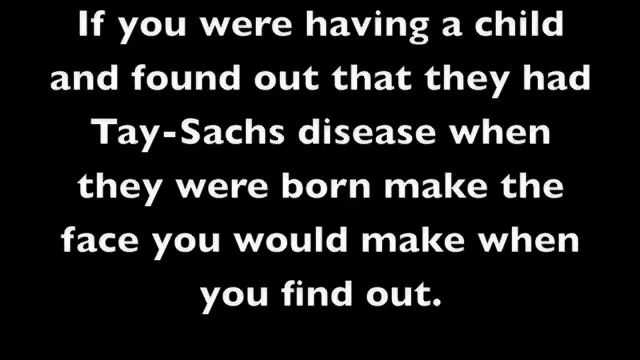 If you were having a child
and found out that they had
Tay-Sachs disease when
they were born make the
face you would make when
you find out.